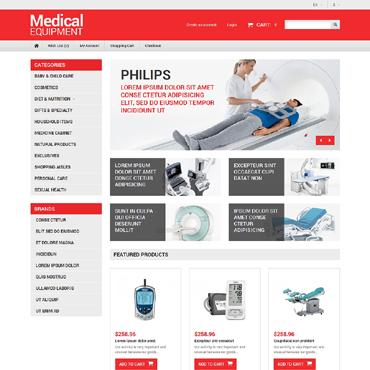 Medical
EQUIPMENT
Create an account
Login
CART:
Wish List (0)
My Account
Shopping Cart
Checkout
CATEGORIES
BABY & CHILD CARE
COSMETICS
DIET & NUTRITION
GIFTS & SPECIALTY
HOUSEHOLD ITEMS
MEDICINE CABINET
NATURAL PRODUCTS
EXCLUSIVES
SHOPPING AISLES
PERSONAL CARE
SEXUAL HEALTH
PHILIPS
LOREM IPSUM DOLOR SIT AMET
CONSE CTETUR ADIPISICING
ELIT, SED DO EIUSMOD TEMPOR
INCIDIDUNT UT
LOREM IPSUM
DOLOR SIT AMET
CONSE CTETUR
ADIPISICING
EXCEPTEUR SINT
OCCAECAT CUPI
DATAT NON
SUNT IN CULPA
QUI OFFICIA
DESERUNT
MOLLIT
IPSUM DOLOR SIT
AMET CONSE
CTETUR
ADIPISICING
BRANDS
CONSE CTETUR
ELIT SED DO EIUSMOD
ET DOLORE MAGNA
INCIDIDUN
LOREM IPSUM DOLOR
QUIS NOSTRUD
ULLAMCO LABORIS
UT ALIQUIP
UT ENIM AD
FEATURED PRODUCTS
$258.96
Lorem ipsum dolor amet
$258.96
Excepteur sint occaecat
$258.96
Cupidatat non proident
ADD TO CART
ADD TO CART
ADD TO CART